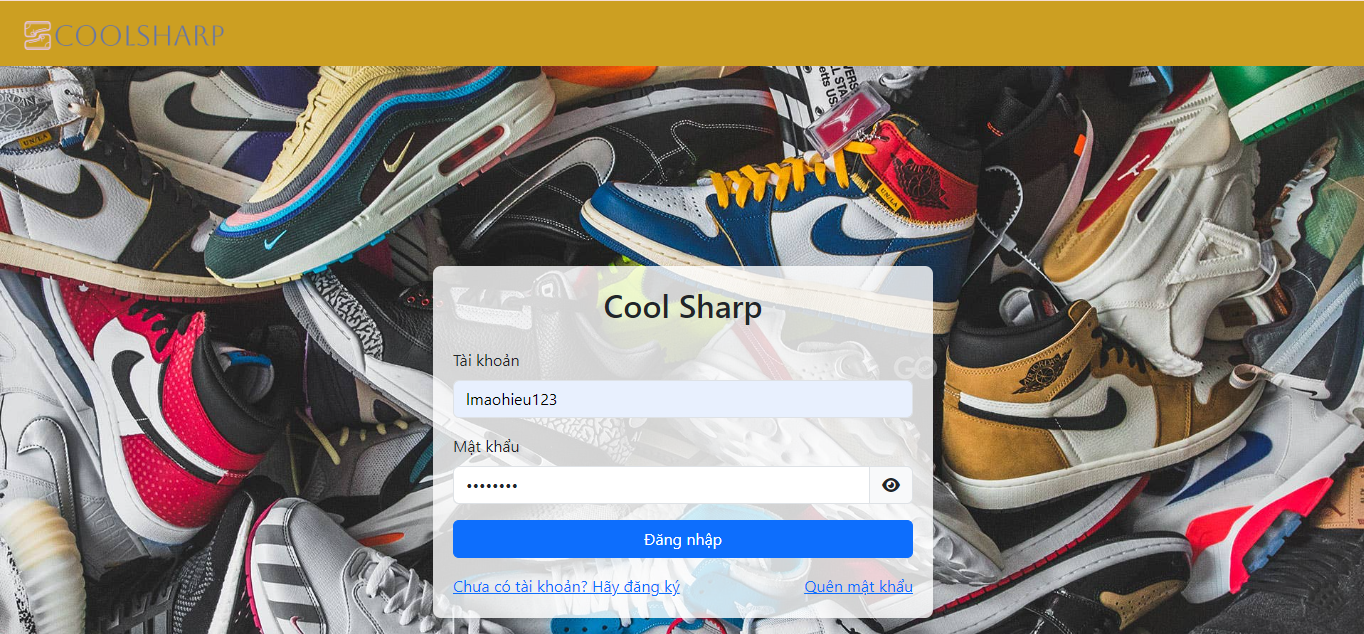 COOLSHARP
Cool Sharp
Tài khoản
lmaohieu123
Mật khẩu
••••••••
Đăng nhập
Chưa có tài khoản? Hãy đăng ký
Quên mật khẩu